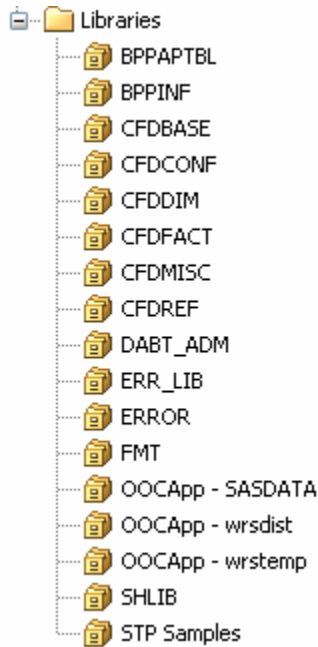 Libraries
BPPAPTBL
BPPINF
CFDBASE
CFDCONF
CFDDIM
CFDFACT
CFDMISC
CFDREF
DABT_ADM
ERR_LIB
ERROR
FMT
OOCApp - SASDATA
OOCApp - wrsdist
OOCApp - wrstemp
SHLIB
STP Samples